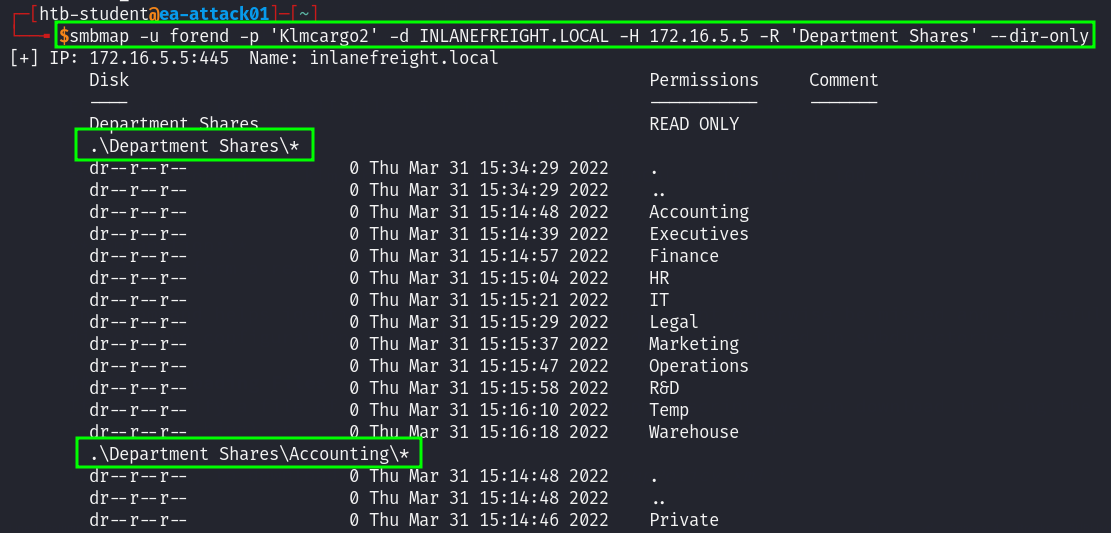 ┌─[htb-student@ea-attack01]─[~]
└──╼ $smbmap -u forend -p 'Klmcargo2' -d INLANEFREIGHT.LOCAL -H 172.16.5.5 -R 'Department Shares' --dir-only
[+] IP: 172.16.5.5:445  Name: inlanefreight.local
Disk  Permissions  Comment
----  -----------  -------
Department Shares  READ ONLY
.\Department Shares\*
dr--r--r--  0 Thu Mar 31 15:34:29 2022  .
dr--r--r--  0 Thu Mar 31 15:34:29 2022  ..
dr--r--r--  0 Thu Mar 31 15:14:48 2022  Accounting
dr--r--r--  0 Thu Mar 31 15:14:39 2022  Executives
dr--r--r--  0 Thu Mar 31 15:14:57 2022  Finance
dr--r--r--  0 Thu Mar 31 15:15:04 2022  HR
dr--r--r--  0 Thu Mar 31 15:15:21 2022  IT
dr--r--r--  0 Thu Mar 31 15:15:29 2022  Legal
dr--r--r--  0 Thu Mar 31 15:15:37 2022  Marketing
dr--r--r--  0 Thu Mar 31 15:15:47 2022  Operations
dr--r--r--  0 Thu Mar 31 15:15:58 2022  R&D
dr--r--r--  0 Thu Mar 31 15:16:10 2022  Temp
dr--r--r--  0 Thu Mar 31 15:16:18 2022  Warehouse
.\Department Shares\Accounting\*
dr--r--r--  0 Thu Mar 31 15:14:48 2022  .
dr--r--r--  0 Thu Mar 31 15:14:48 2022  ..
dr--r--r--  0 Thu Mar 31 15:14:46 2022  Private